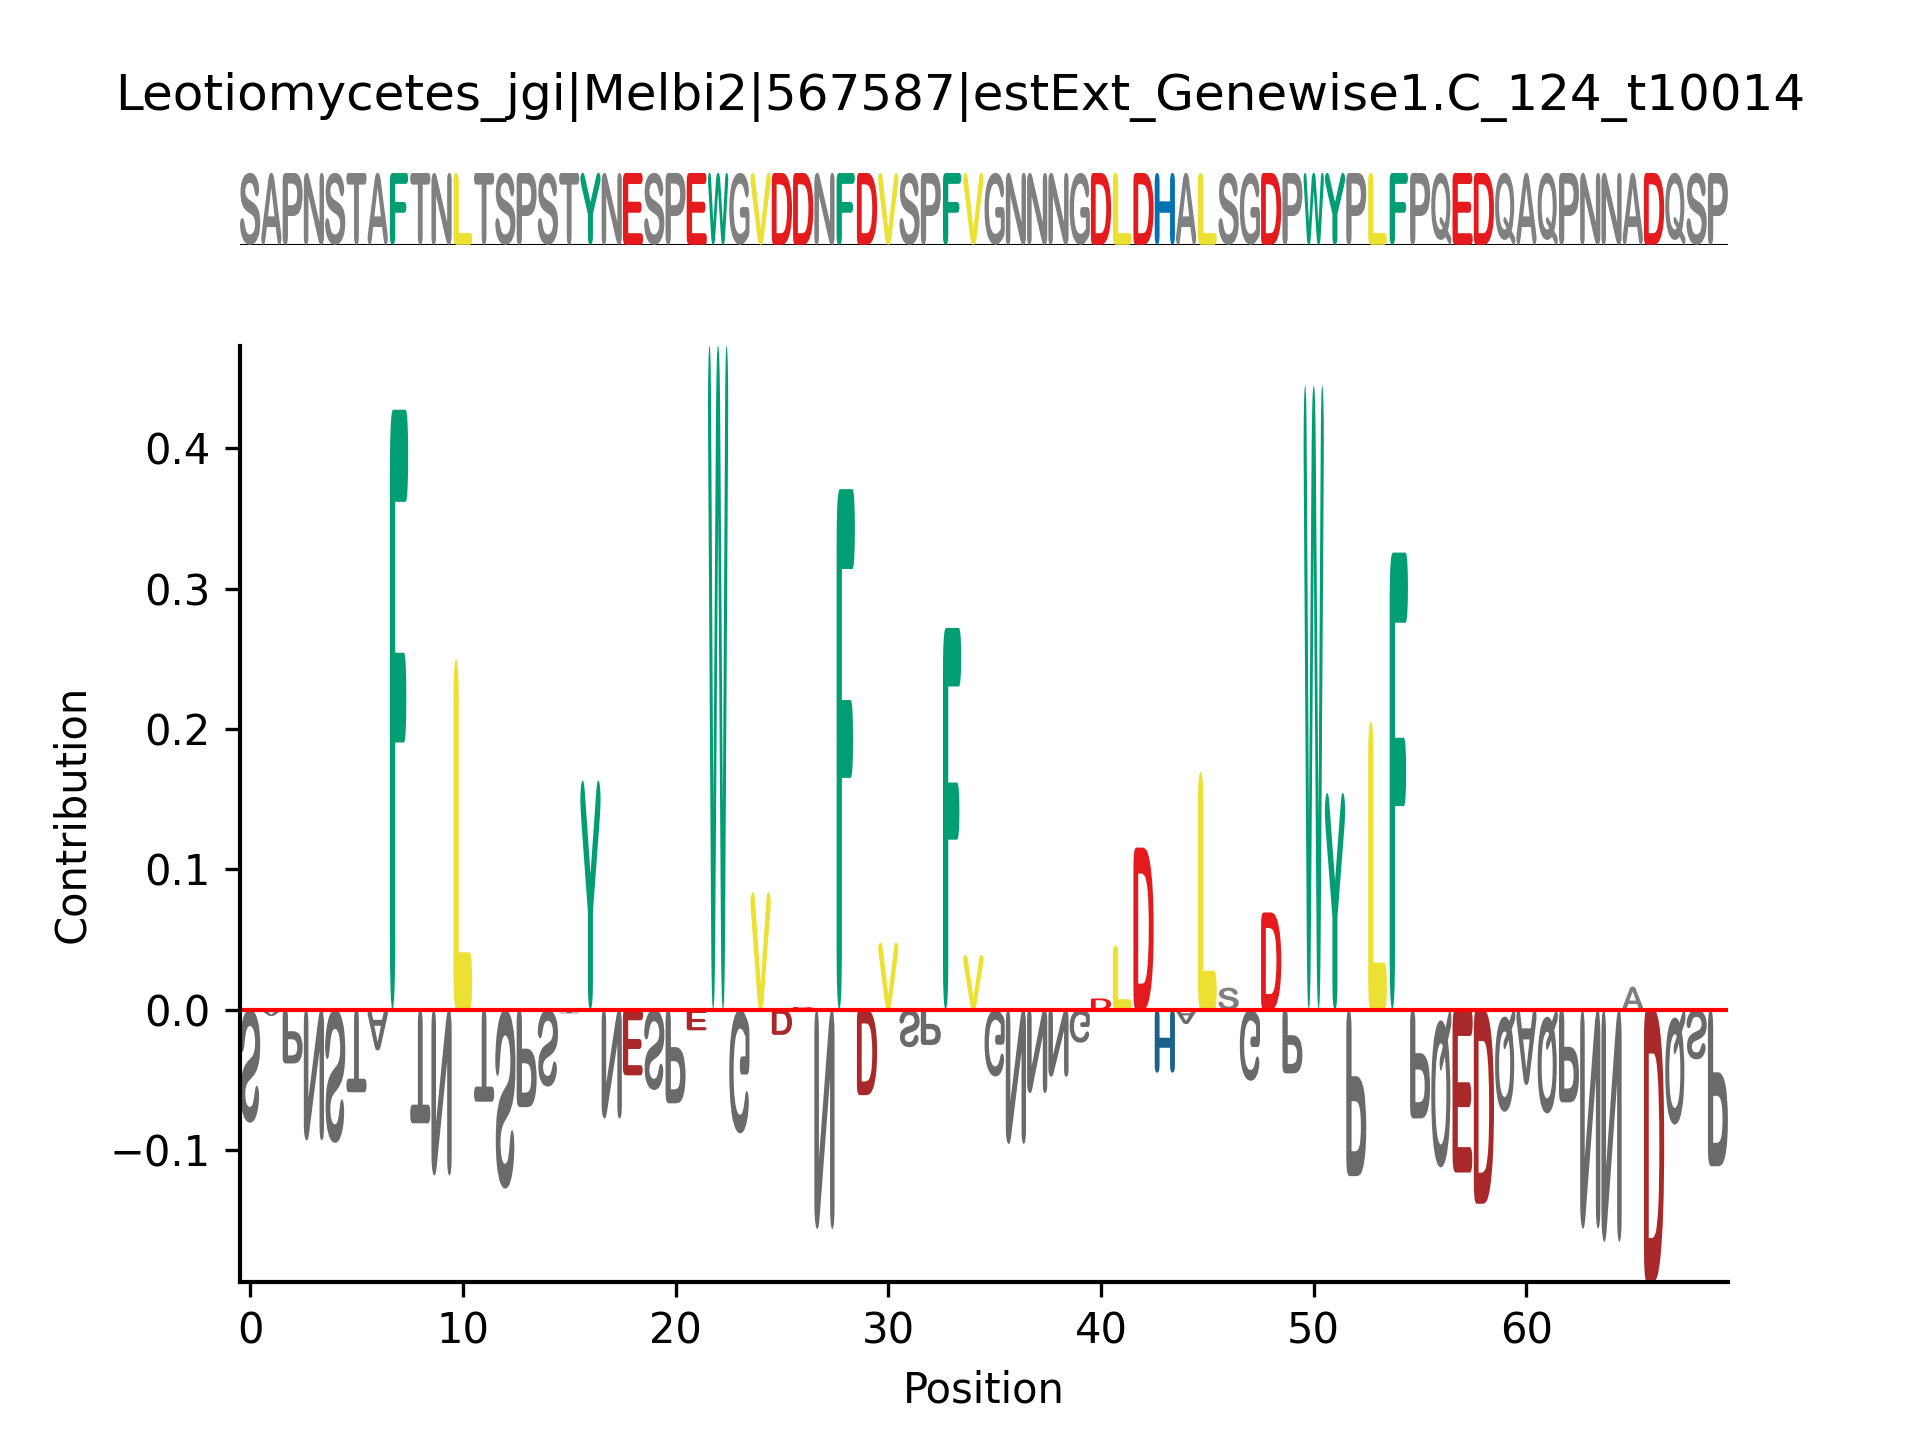 Leotiomycetes_jgi|Melbi2|567587|estExt_Genewise1.C_124_t10014
SAPNSTAFTNLTSPSTYNESPEWGVDDNFDVSPFVGNNNGDLDHALSGDPWYPLFPQEDQAQPNNADQSP
0.4
0.3
0.2
0.1
0.0
−0.1
Contribution
0 10 20 30 40 50 60
Position